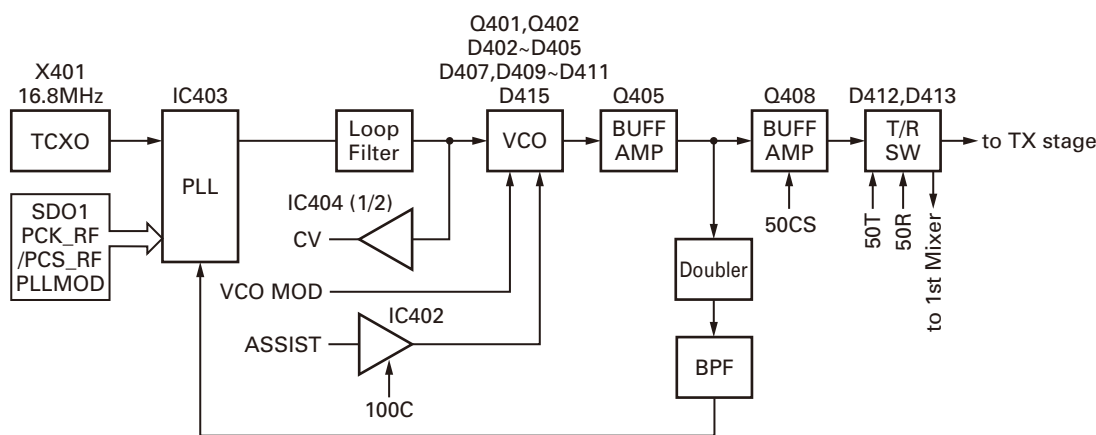 Q401,Q402
D402~D405
D407,D409~D411
D415
X401
16.8MHz
IC403
Q405
Q408
D412,D413
TCXO
PLL
Loop
Filter
VCO
BUFF
AMP
BUFF
AMP
T/R
SW
to TX stage
SDO1
PCK_RF
/PCS_RF
PLLMOD
IC404 (1/2)
CV
50CS
50T
50R
to 1st Mixer
VCO MOD
Doubler
ASSIST
IC402
100C
BPF